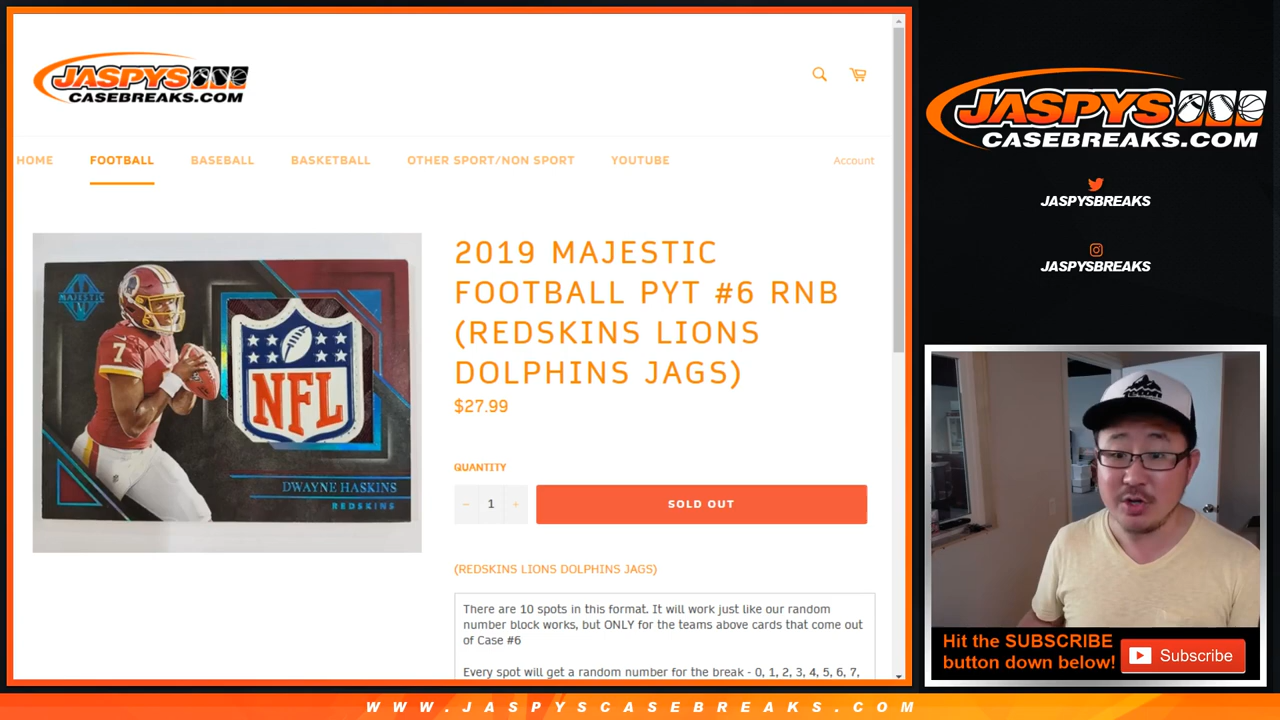 JASPYS
CASEBREAKS.COM
HOME FOOTBALL BASEBALL BASKETBALL OTHER SPORT/NON SPORT YOUTUBE Account
MAJESTIC
7
NFL
DWAYNE HASKINS
REDSKINS
2019 MAJESTIC
FOOTBALL PYT #6 RNB
(REDSKINS LIONS
DOLPHINS JAGS)
$27.99
QUANTITY
− 1 +
SOLD OUT
(REDSKINS LIONS DOLPHINS JAGS)
There are 10 spots in this format. It will work just like our random
number block works, but ONLY for the teams above cards that come out
of Case #6
Every spot will get a random number for the break - 0, 1, 2, 3, 4, 5, 6, 7,
JASPYS
CASEBREAKS.COM
JASPYSBREAKS
JASPYSBREAKS
Hit the SUBSCRIBE
button down below!
Subscribe
WWW.JASPYSCASEBREAKS.COM